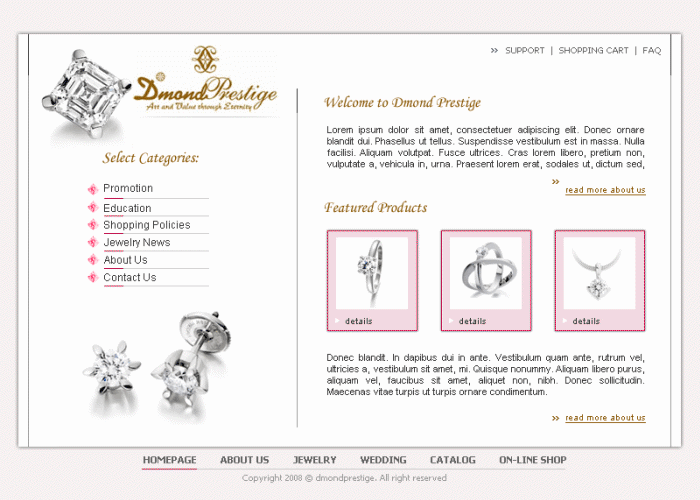 SUPPORT | SHOPPING CART | FAQ
Dmond Prestige
Art and Value through Eternity
Select Categories:
Promotion
Education
Shopping Policies
Jewelry News
About Us
Contact Us
Welcome to Dmond Prestige
Lorem ipsum dolor sit amet, consectetuer adipiscing elit. Donec ornare
blandit dui. Phasellus ut tellus. Suspendisse vestibulum est in massa. Nulla
facilisi. Aliquam volutpat. Fusce ultrices. Cras lorem libero, pretium non,
vulputate a, vehicula in, urna. Praesent lorem erat, sodales ut, dictum sed,
read more about us
Featured Products
details
details
details
Donec blandit. In dapibus dui in ante. Vestibulum quam ante, rutrum vel,
ultricies a, vestibulum sit amet, mi. Quisque nonummy. Aliquam libero purus,
aliquam vel, faucibus sit amet, aliquet non, nibh. Donec sollicitudin.
Maecenas vitae turpis ut turpis ornare condimentum.
read more about us
HOMEPAGE ABOUT US JEWELRY WEDDING CATALOG ON-LINE SHOP
Copyright 2008 © dmondprestige. All right reserved